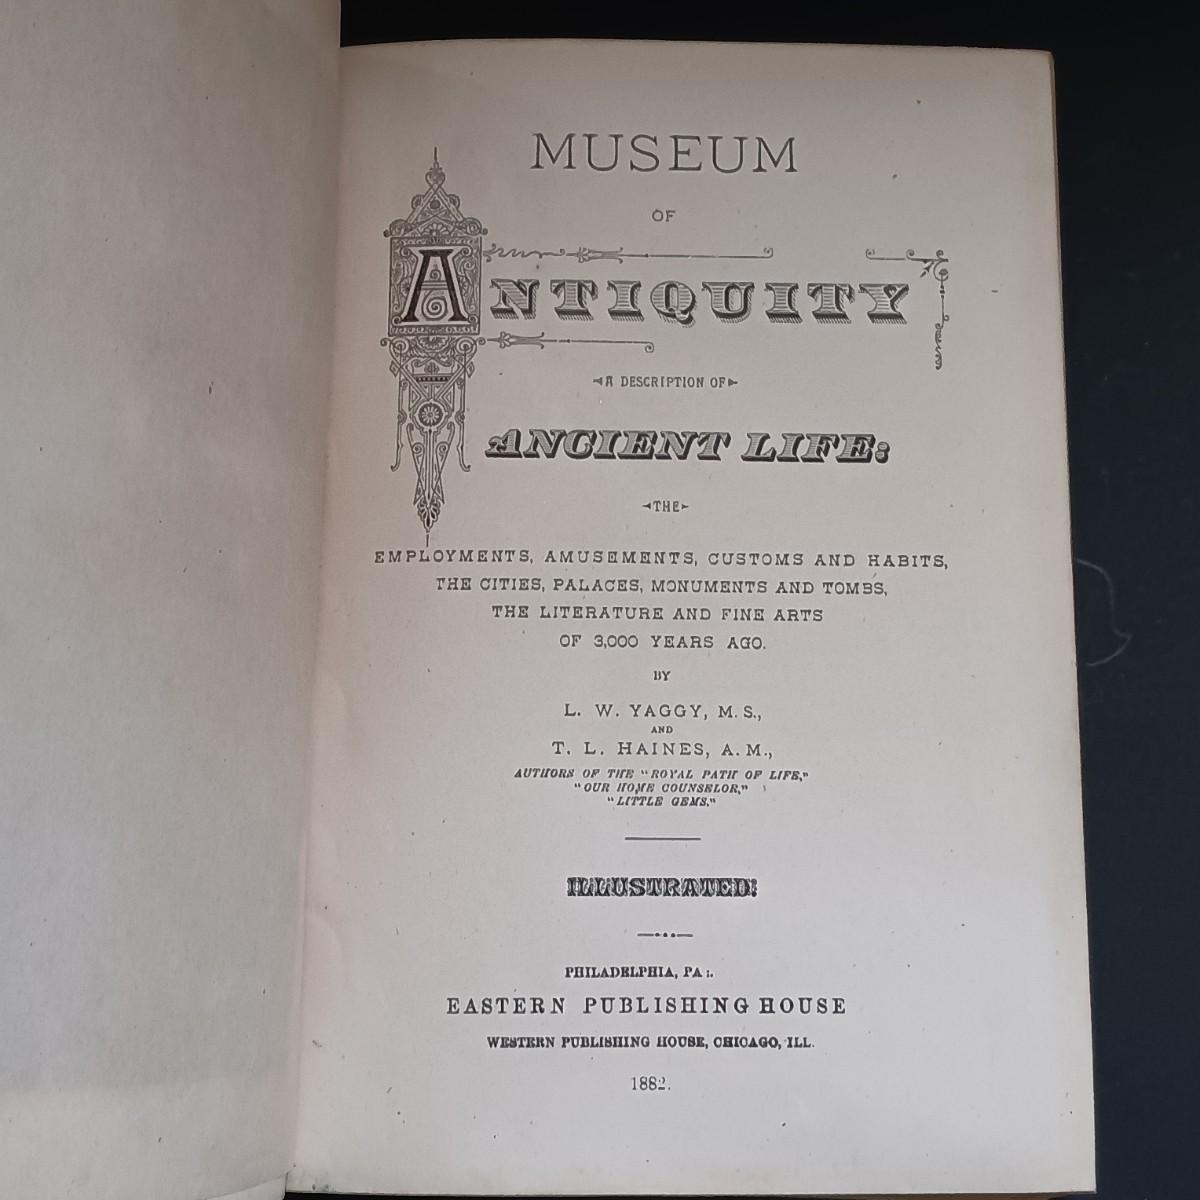 MUSEUM
OF
ANTIQUITY
A DESCRIPTION OF
ANCIENT LIFE:
THE
EMPLOYMENTS, AMUSEMENTS, CUSTOMS AND HABITS,
THE CITIES, PALACES, MONUMENTS AND TOMBS,
THE LITERATURE AND FINE ARTS
OF 3,000 YEARS AGO.
BY
L. W. YAGGY, M. S.,
AND
T. L. HAINES, A. M.,
AUTHORS OF THE "ROYAL PATH OF LIFE,"
"OUR HOME COUNSELOR,"
"LITTLE GEMS."
ILLUSTRATED.
PHILADELPHIA, PA:.
EASTERN PUBLISHING HOUSE
WESTERN PUBLISHING HOUSE, CHICAGO, ILL.
1882.